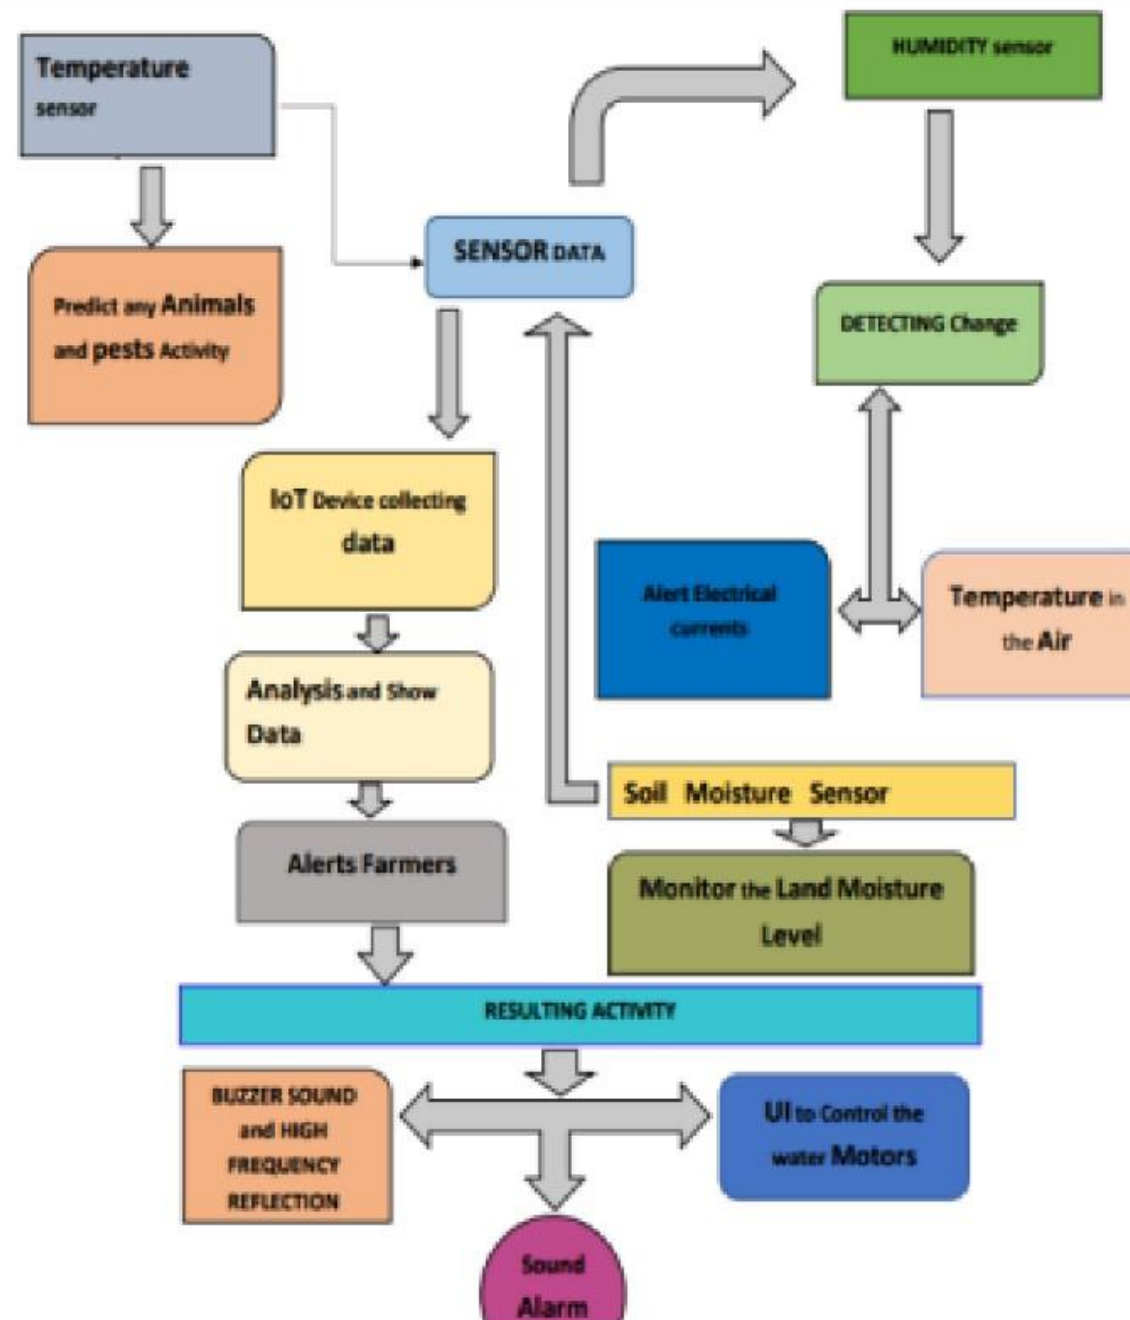 Temperature
sensor
HUMIDITY sensor
SENSOR DATA
Predict any Animals
and pests Activity
DETECTING Change
IoT Device collecting
data
Alert Electrical
currents
Temperature in
the Air
Analysis and Show
Data
Soil Moisture Sensor
Alerts Farmers
Monitor the Land Moisture
Level
RESULTING ACTIVITY
BUZZER SOUND
and HIGH
FREQUENCY
REFLECTION
UI to Control the
water Motors
Sound
Alarm